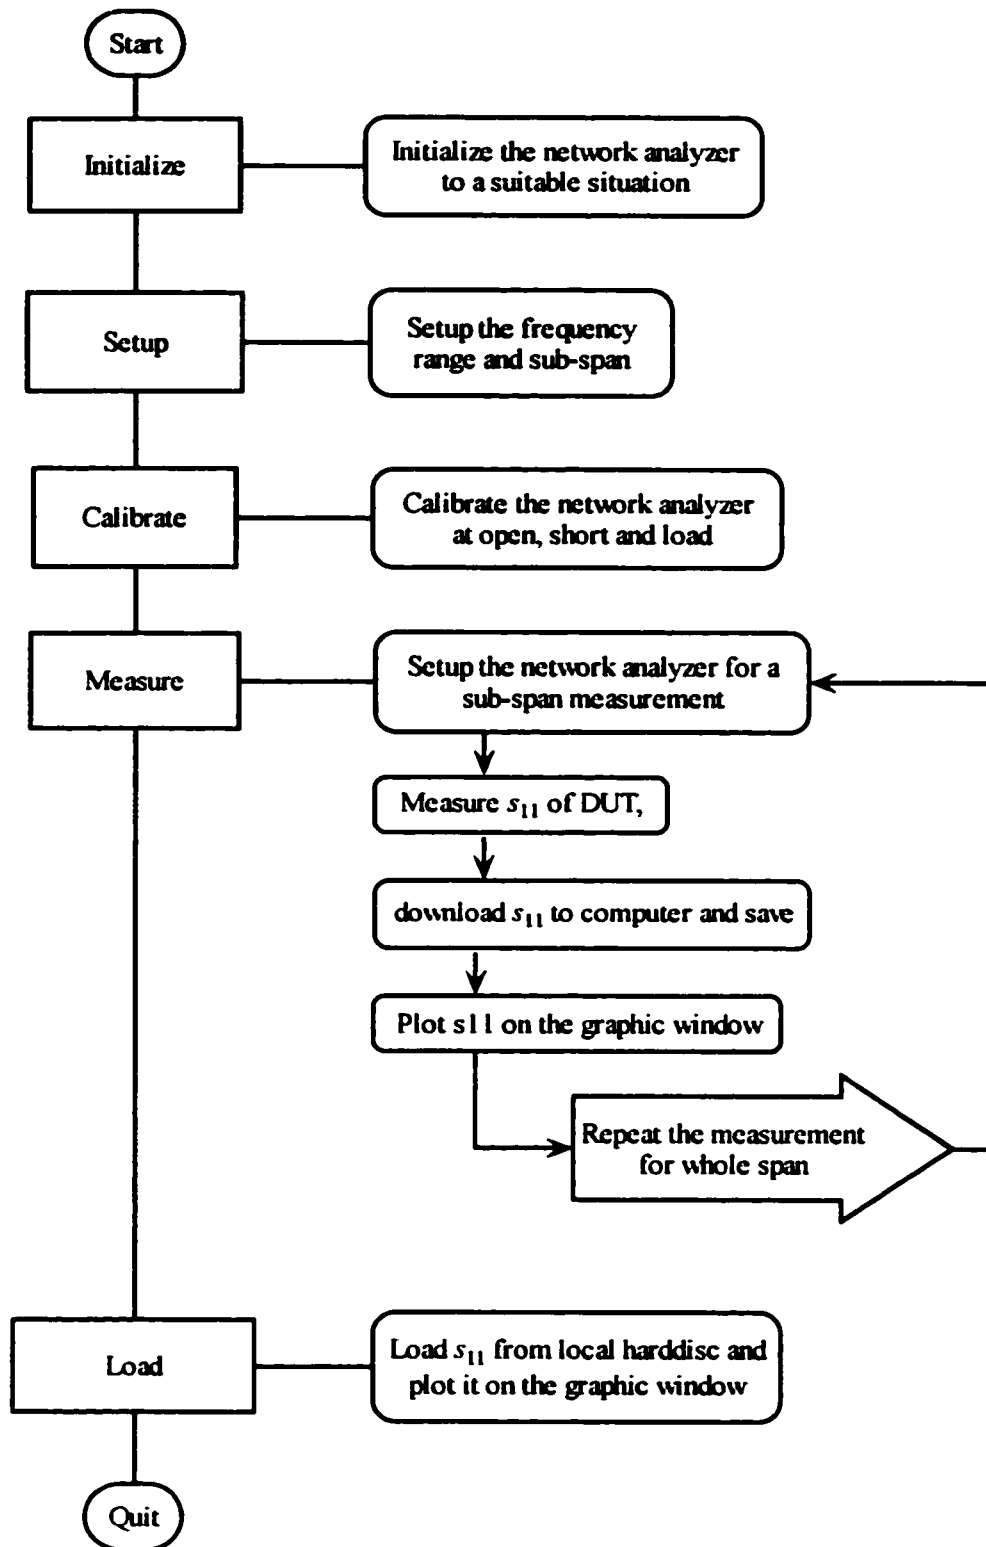 Start
Initialize
Initialize the network analyzer
to a suitable situation
Setup
Setup the frequency
range and sub-span
Calibrate
Calibrate the network analyzer
at open, short and load
Measure
Setup the network analyzer for a
sub-span measurement
Measure s₁₁ of DUT,
download s₁₁ to computer and save
Plot s11 on the graphic window
Repeat the measurement
for whole span
Load
Load s₁₁ from local harddisc and
plot it on the graphic window
Quit